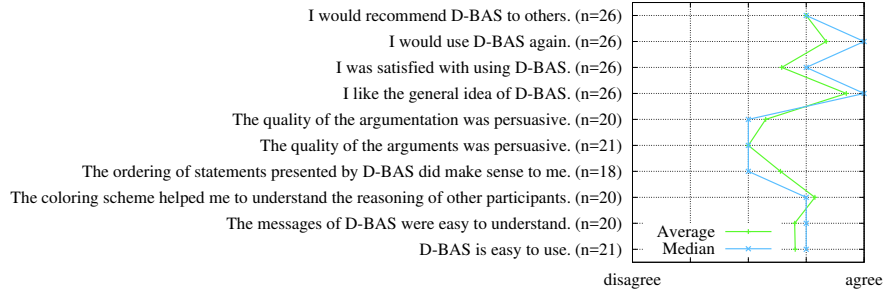 I would recommend D-BAS to others. (n=26)
I would use D-BAS again. (n=26)
I was satisfied with using D-BAS. (n=26)
I like the general idea of D-BAS. (n=26)
The quality of the argumentation was persuasive. (n=20)
The quality of the arguments was persuasive. (n=21)
The ordering of statements presented by D-BAS did make sense to me. (n=18)
The coloring scheme helped me to understand the reasoning of other participants. (n=20)
The messages of D-BAS were easy to understand. (n=20)
D-BAS is easy to use. (n=21)
Average
Median
disagree
agree